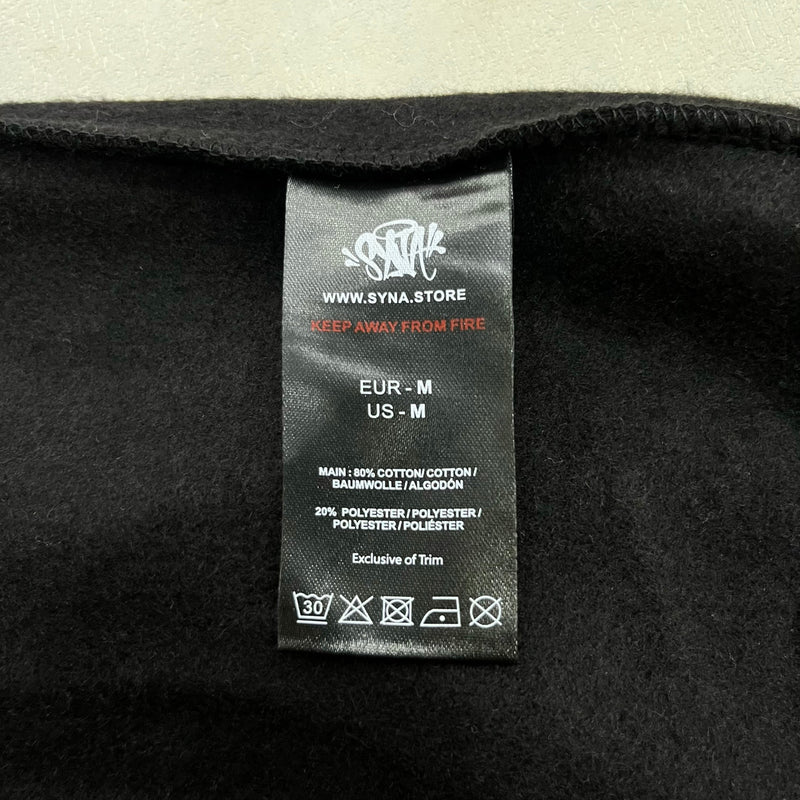 SYNA
WWW.SYNA.STORE
KEEP AWAY FROM FIRE
EUR - M
US - M
MAIN : 80% COTTON/ COTTON /
BAUMWOLLE / ALGODÓN
20% POLYESTER / POLYESTER /
POLYESTER / POLIÉSTER
Exclusive of Trim
30